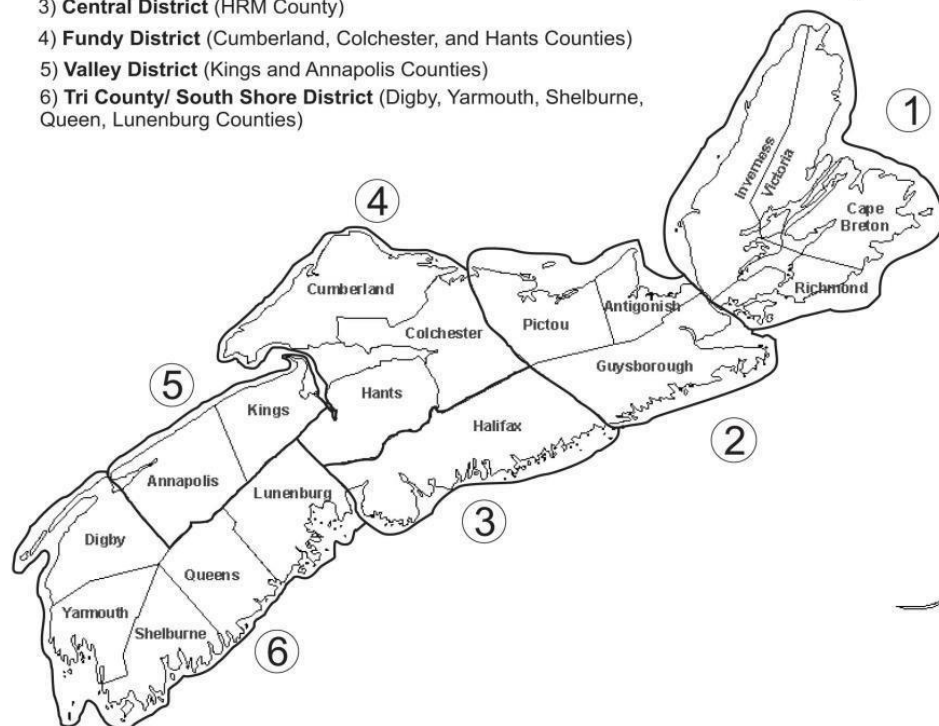 3) Central District (HRM County)
4) Fundy District (Cumberland, Colchester, and Hants Counties)
5) Valley District (Kings and Annapolis Counties)
6) Tri County/ South Shore District (Digby, Yarmouth, Shelburne,
Queen, Lunenburg Counties)
1
Inverness
Victoria
Cape
Breton
Richmond
4
Cumberland
Colchester
Pictou
Antigonish
Guysborough
5
Kings
Hants
Halifax
2
Annapolis
Lunenburg
3
Digby
Queens
Yarmouth
Shelburne
6